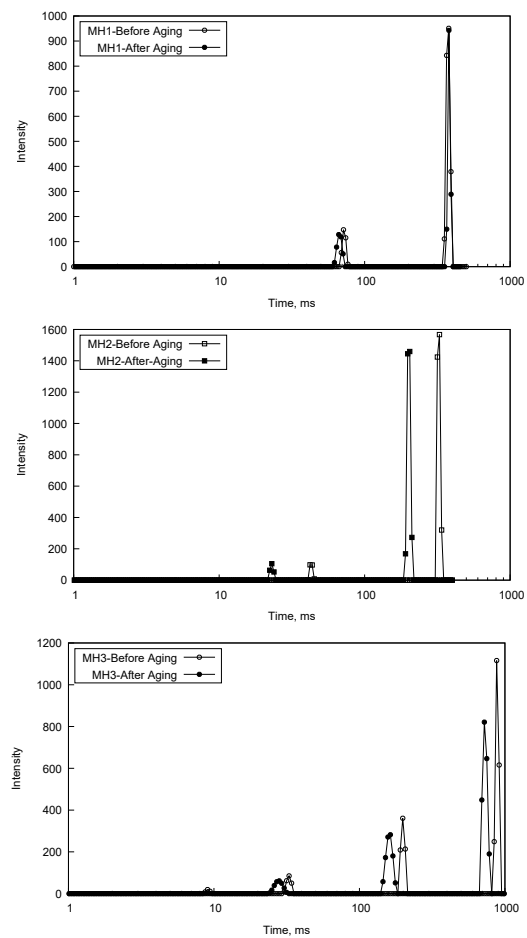 1000
900
800
700
600
500
400
300
200
100
0
Intensity
MH1-Before Aging
MH1-After Aging
1 10 100 1000
Time, ms
1600
1400
1200
1000
800
600
400
200
0
Intensity
MH2-Before Aging
MH2-After-Aging
1 10 100 1000
Time, ms
1200
1000
800
600
400
200
0
Intensity
MH3-Before Aging
MH3-After Aging
1 10 100 1000
Time, ms